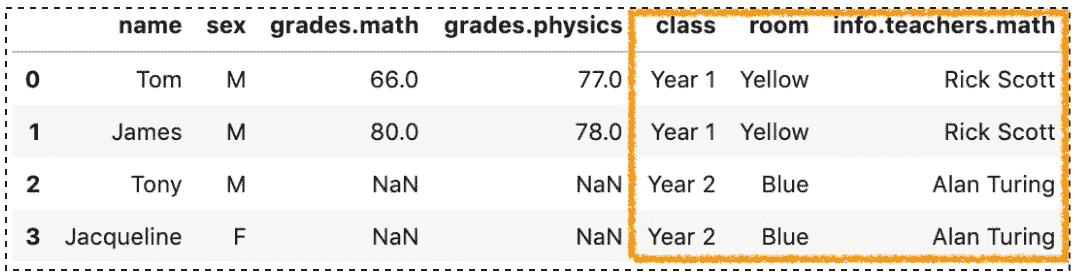 name sex grades.math grades.physics class room info.teachers.math
0 Tom M 66.0 77.0 Year 1 Yellow Rick Scott
1 James M 80.0 78.0 Year 1 Yellow Rick Scott
2 Tony M NaN NaN Year 2 Blue Alan Turing
3 Jacqueline F NaN NaN Year 2 Blue Alan Turing